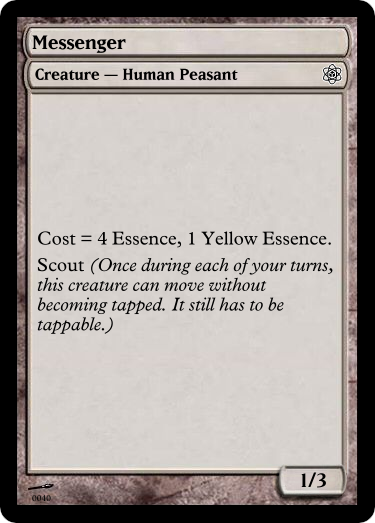 Messenger
Creature — Human Peasant
Cost = 4 Essence, 1 Yellow Essence.
Scout (Once during each of your turns,
this creature can move without
becoming tapped. It still has to be
tappable.)
1/3
0040